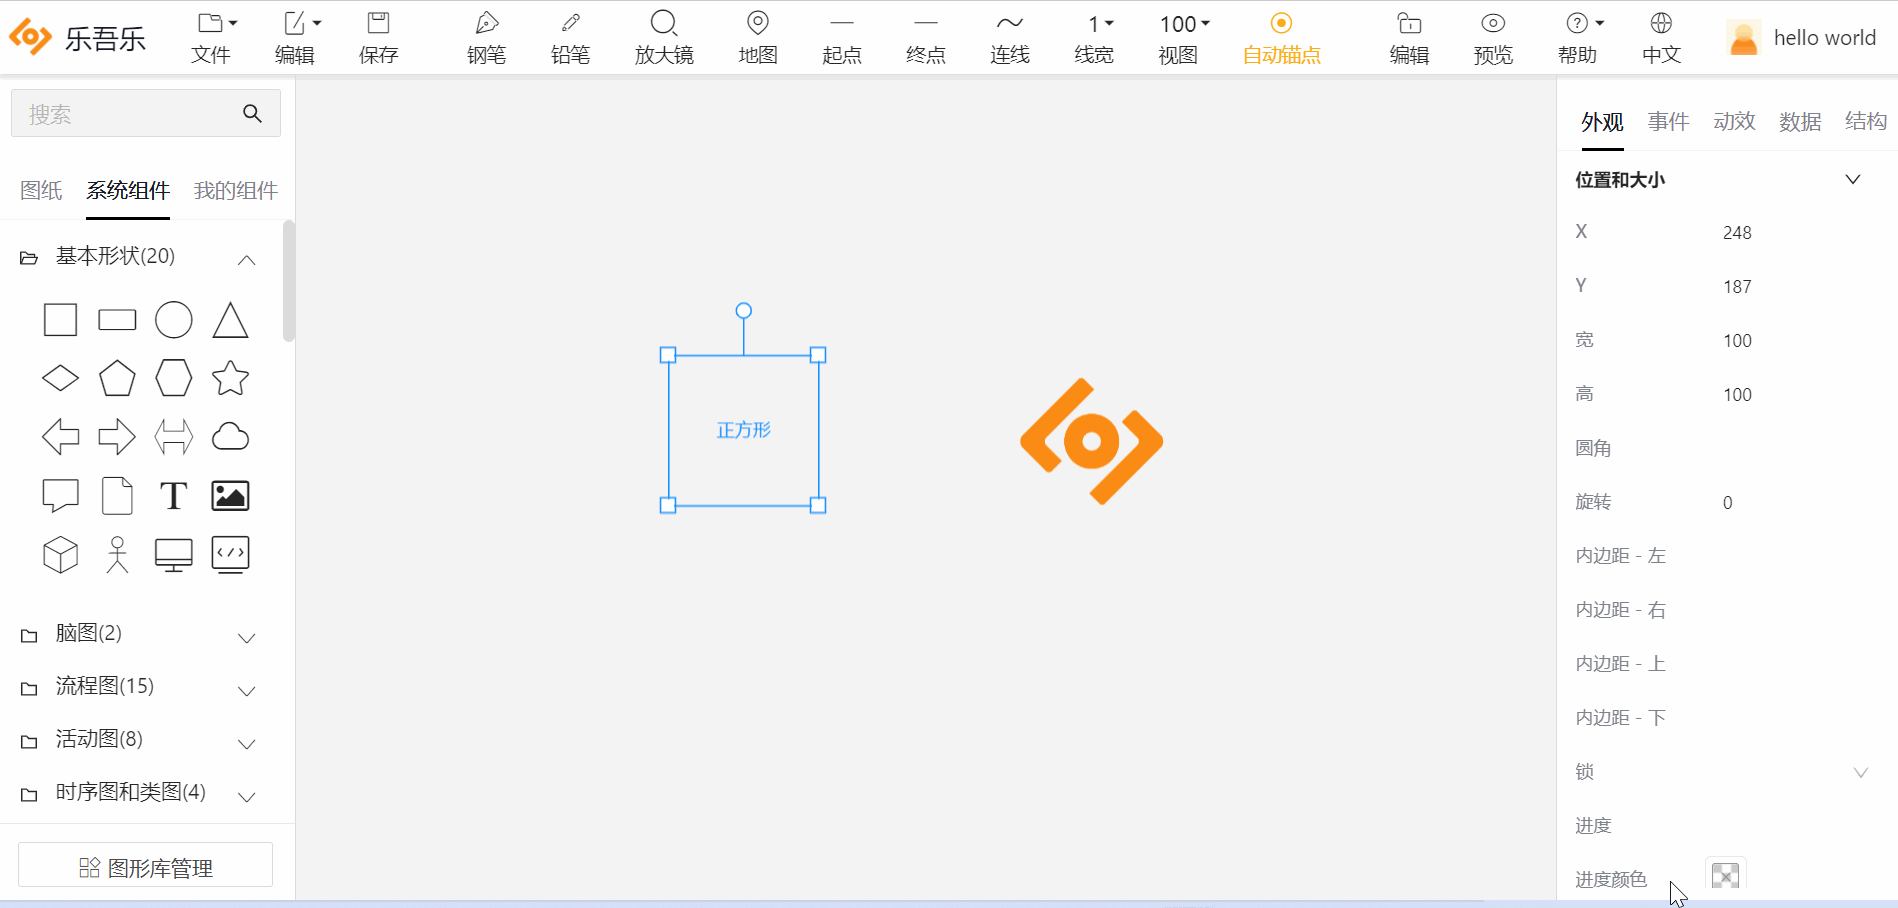 乐吾乐
文件
编辑
保存
钢笔
铅笔
放大镜
地图
起点
终点
连线
1
线宽
100
视图
自动锚点
编辑
预览
帮助
中文
hello world
搜索
图纸 系统组件 我的组件
基本形状(20)
T
脑图(2)
流程图(15)
活动图(8)
时序图和类图(4)
图形库管理
正方形
外观 事件 动效 数据 结构
位置和大小
X 248
Y 187
宽 100
高 100
圆角
旋转 0
内边距 - 左
内边距 - 右
内边距 - 上
内边距 - 下
锁
进度
进度颜色